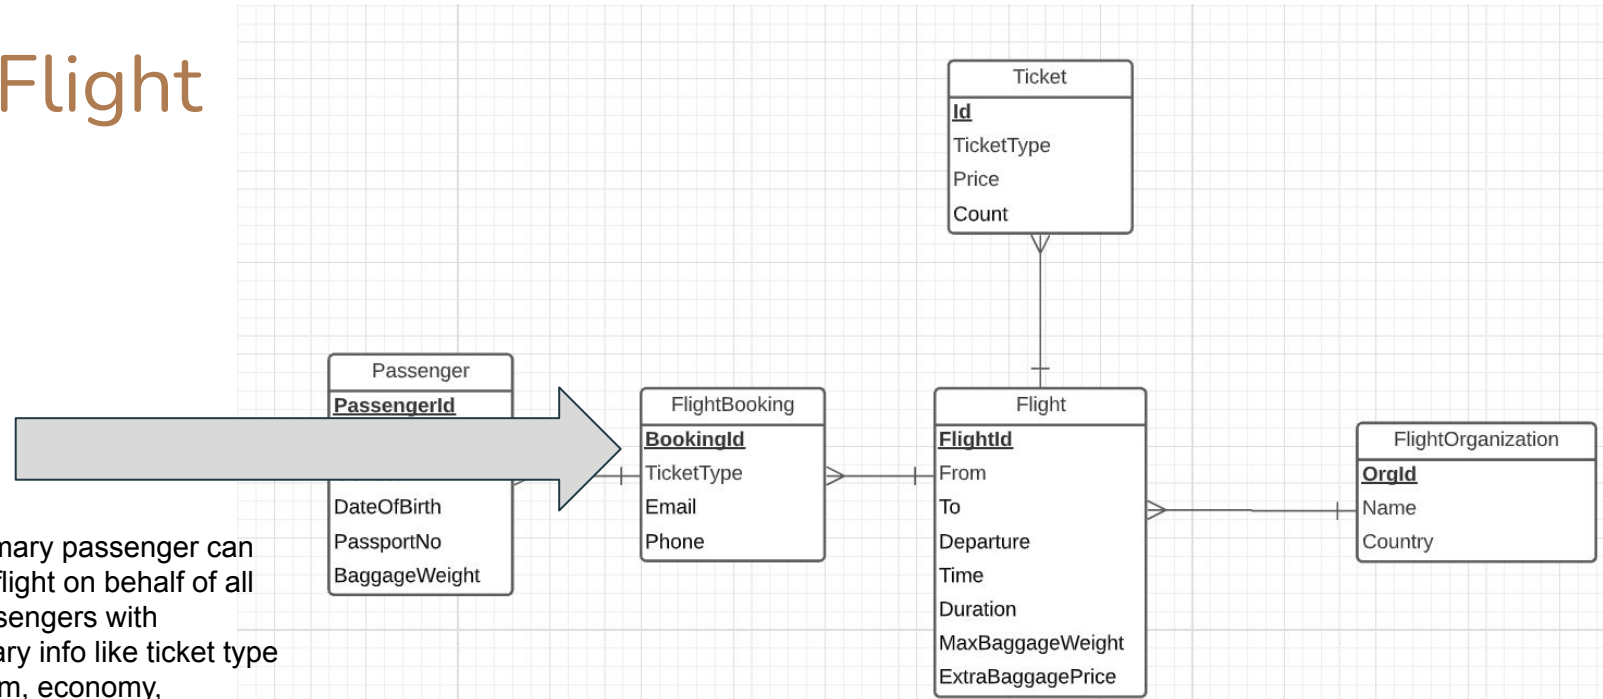 Flight
Ticket
Id
TicketType
Price
Count
Passenger
PassengerId
DateOfBirth
PassportNo
BaggageWeight
FlightBooking
BookingId
TicketType
Email
Phone
Flight
FlightId
From
To
Departure
Time
Duration
MaxBaggageWeight
ExtraBaggagePrice
FlightOrganization
OrgId
Name
Country
mary passenger can
flight on behalf of all
sengers with
ary info like ticket type
m, economy,